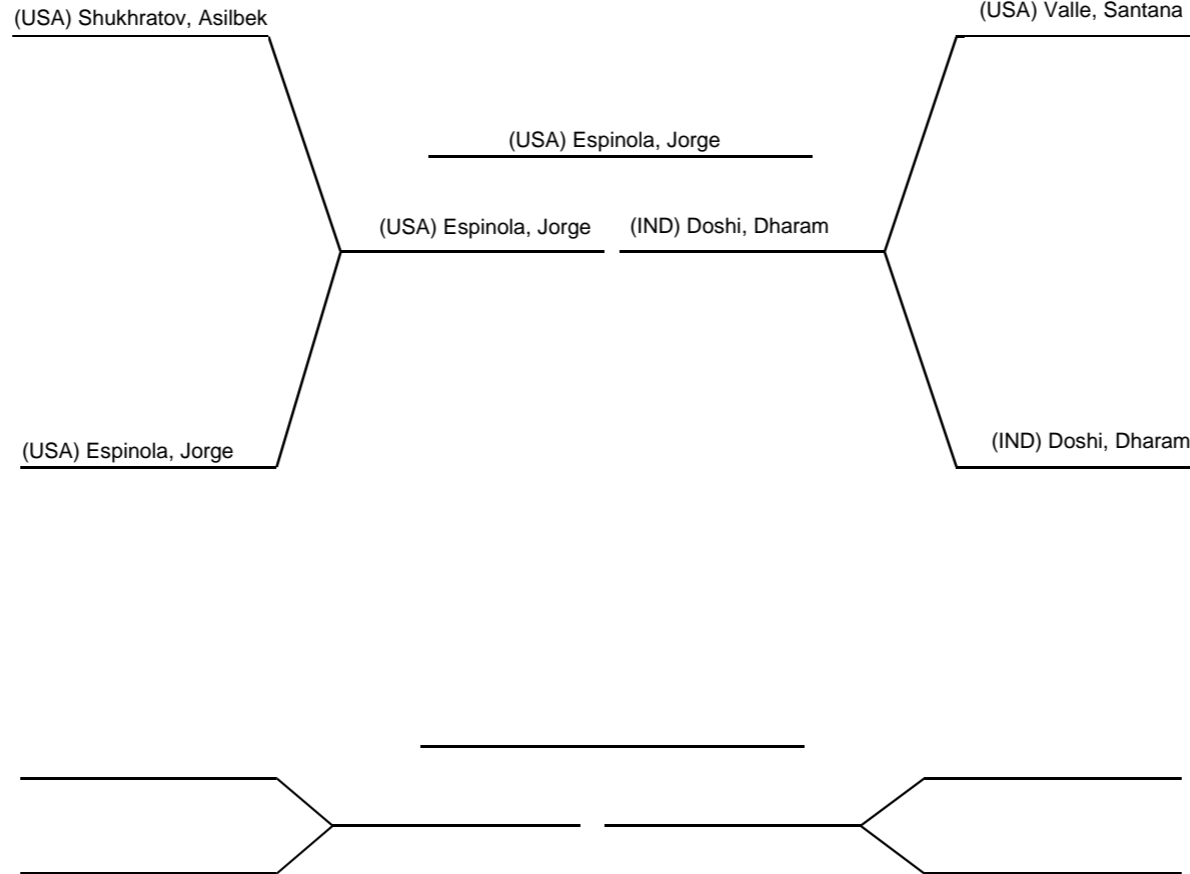 (USA) Shukhratov, Asilbek
(USA) Valle, Santana
(USA) Espinola, Jorge
(USA) Espinola, Jorge
(IND) Doshi, Dharam
(USA) Espinola, Jorge
(IND) Doshi, Dharam